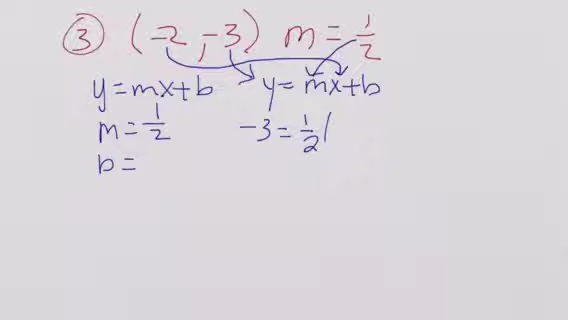 ③ (-2, -3) m = 1/2
y = mx + b y = mx + b
m = 1/2 -3 = 1/2(
b =